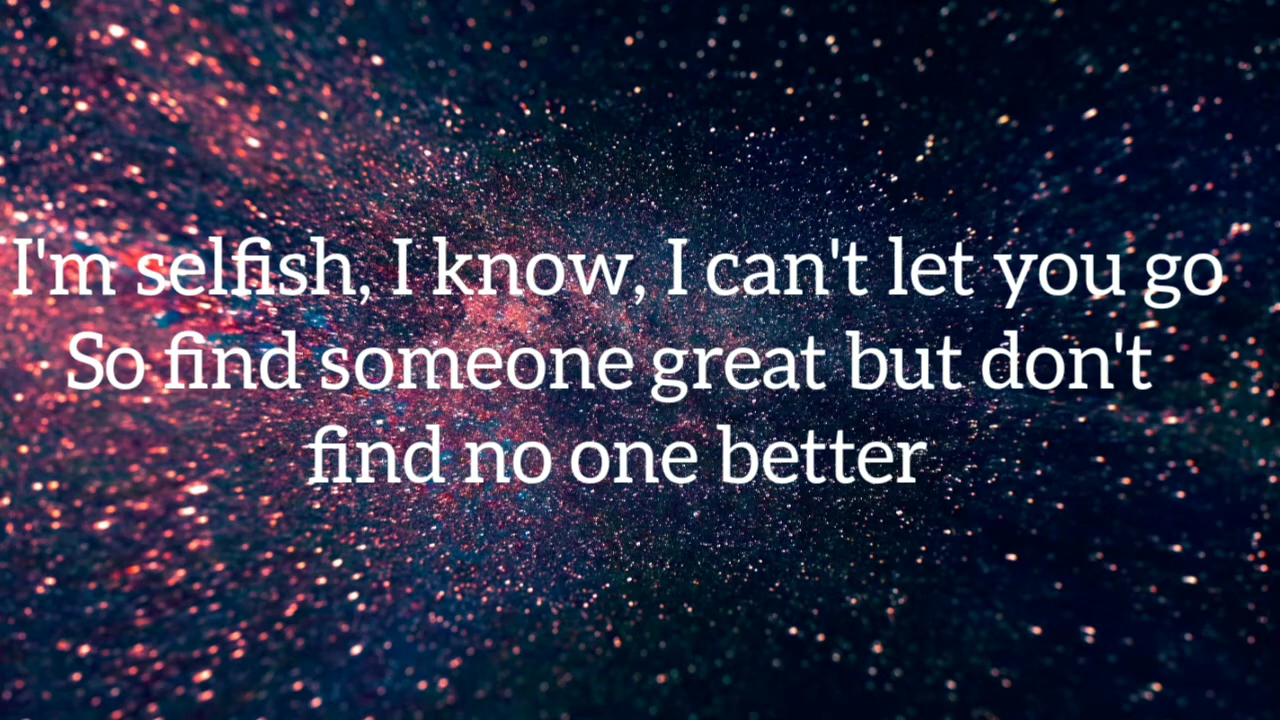 I'm selfish, I know, I can't let you go
So find someone great but don't
find no one better